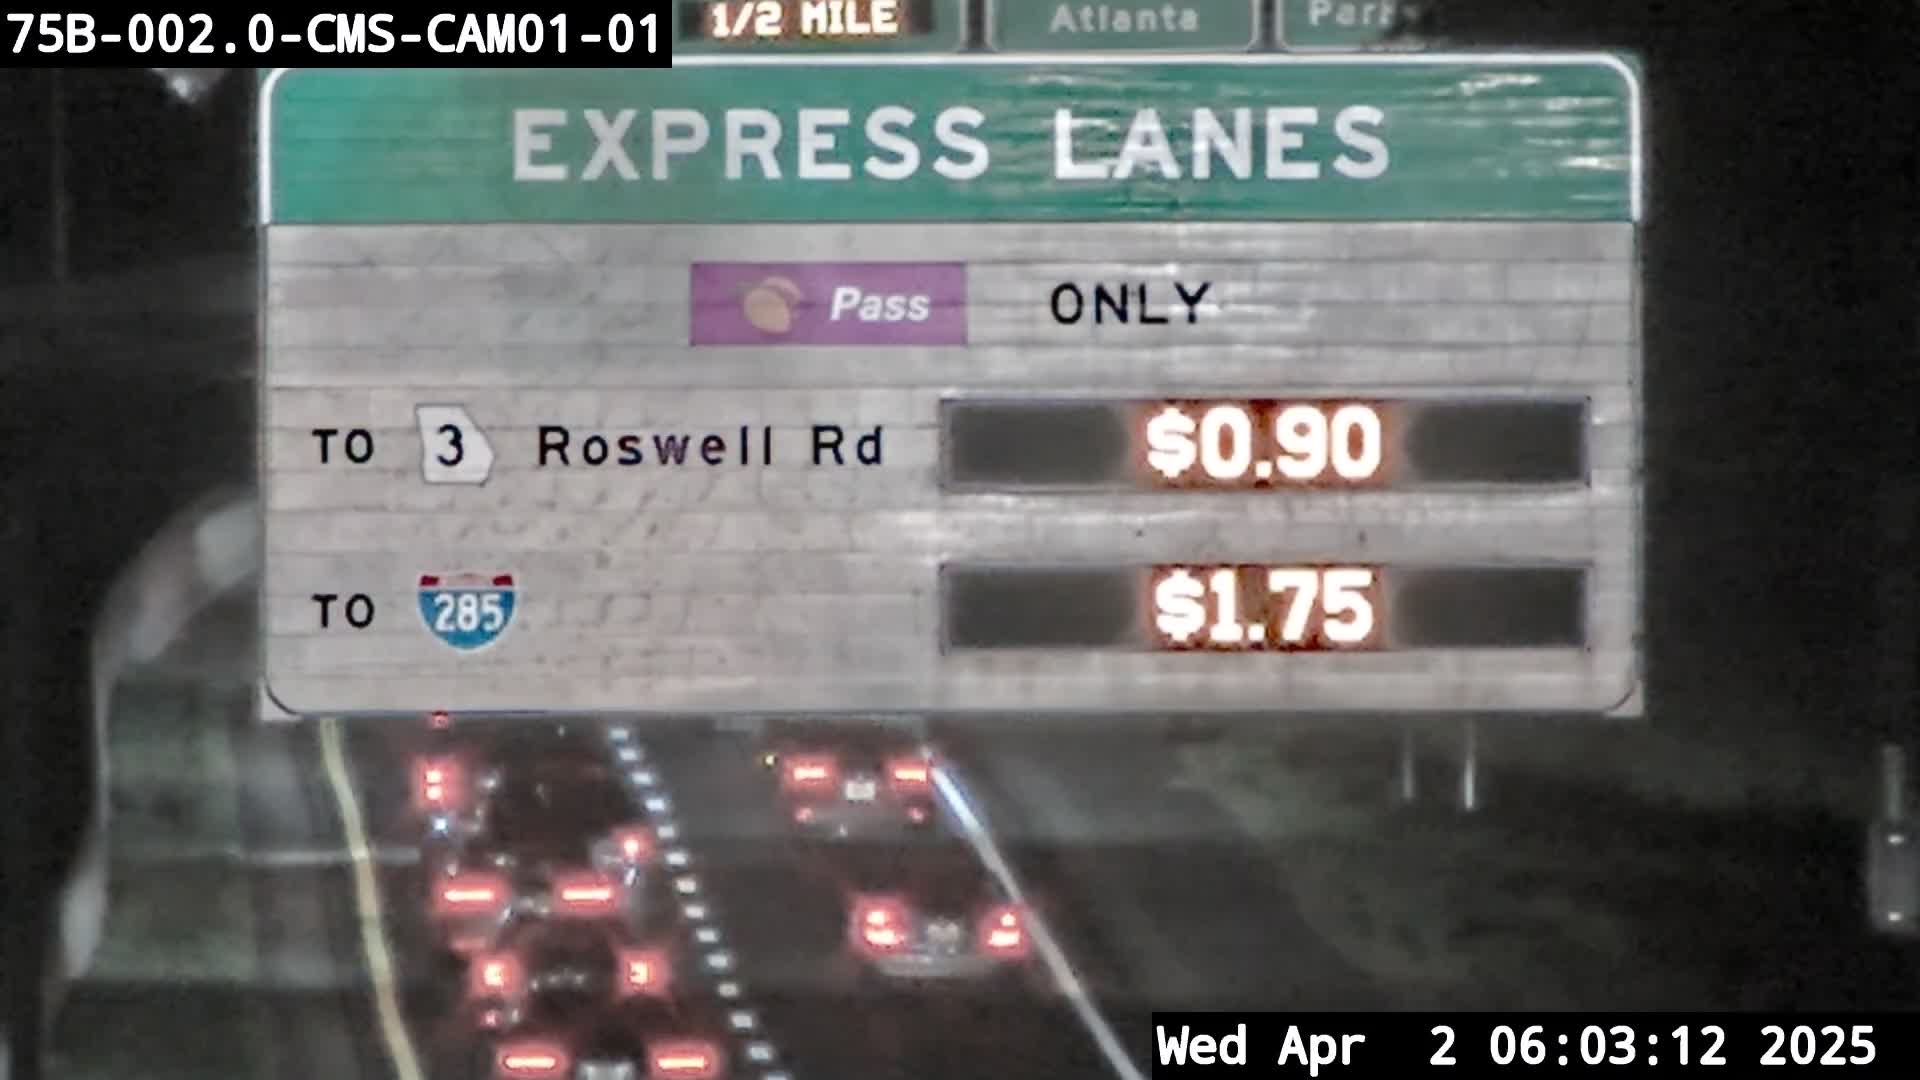 75B-002.0-CMS-CAM01-01
1/2 MILE
Atlanta
EXPRESS LANES
Pass ONLY
TO 3 Roswell Rd $0.90
TO 285 $1.75
Wed Apr 2 06:03:12 2025